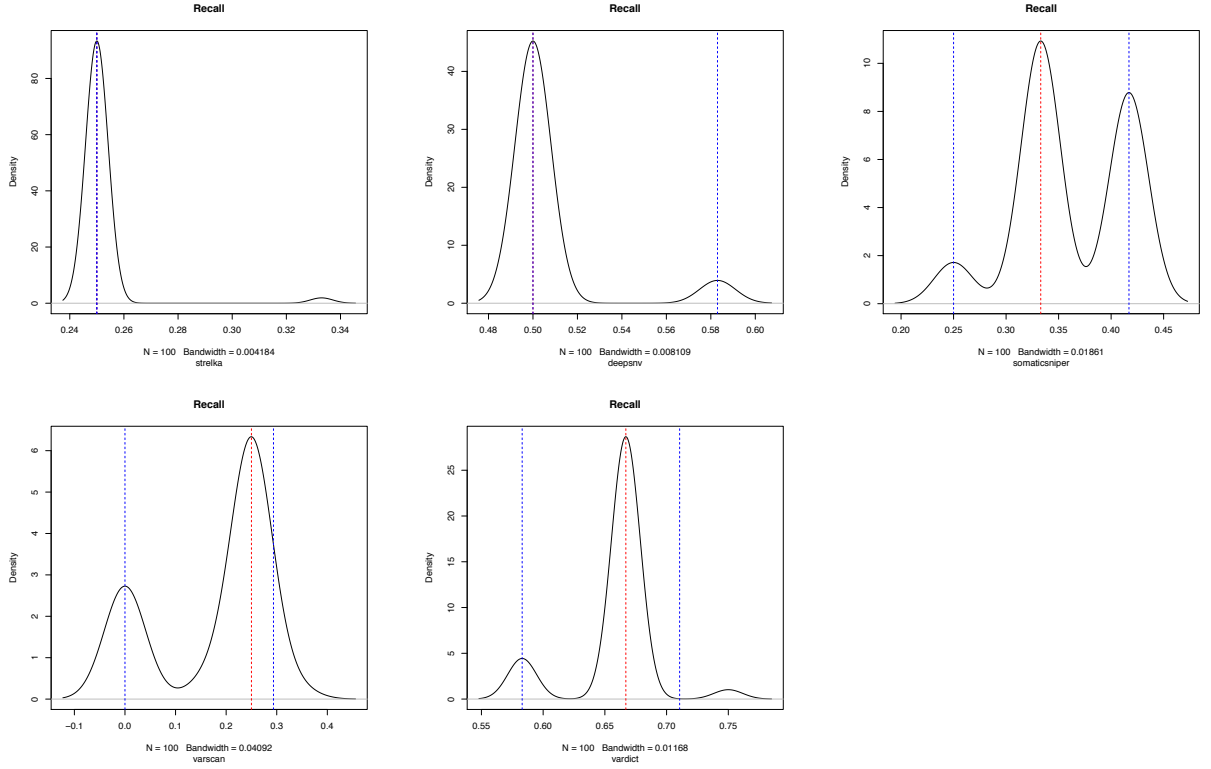 Recall
Density
0 20 40 60 80
0.24 0.26 0.28 0.30 0.32 0.34
N = 100 Bandwidth = 0.004184
strelka
Recall
Density
0 10 20 30 40
0.48 0.50 0.52 0.54 0.56 0.58 0.60
N = 100 Bandwidth = 0.008109
deepsnv
Recall
Density
0 2 4 6 8 10
0.20 0.25 0.30 0.35 0.40 0.45
N = 100 Bandwidth = 0.01861
somaticsniper
Recall
Density
0 1 2 3 4 5 6
−0.1 0.0 0.1 0.2 0.3 0.4
N = 100 Bandwidth = 0.04092
varscan
Recall
Density
0 5 10 15 20 25
0.55 0.60 0.65 0.70 0.75
N = 100 Bandwidth = 0.01168
vardict